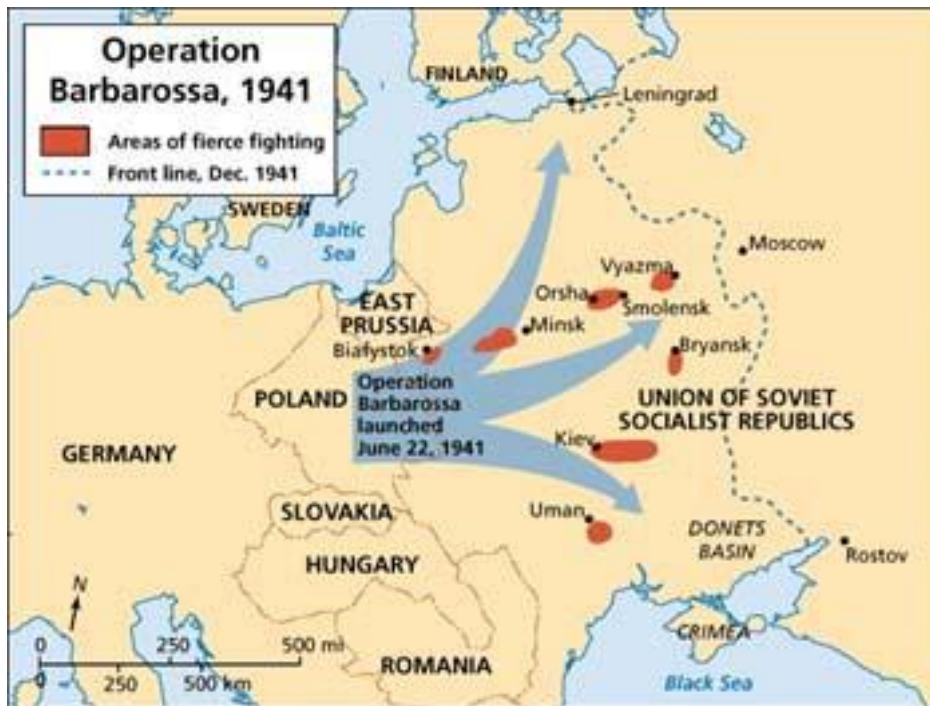 Operation
Barbarossa, 1941
Areas of fierce fighting
Front line, Dec. 1941
FINLAND
Leningrad
SWEDEN
Baltic
Sea
Moscow
Vyazma
Orsha
Smolensk
EAST
PRUSSIA
Minsk
Białystok
Bryansk
POLAND
Operation
Barbarossa
launched
June 22, 1941
UNION OF SOVIET
SOCIALIST REPUBLICS
GERMANY
Kiev
SLOVAKIA
Uman
DONETS
BASIN
Rostov
HUNGARY
N
0 250 500 mi
0 250 500 km
CRIMEA
ROMANIA
Black Sea